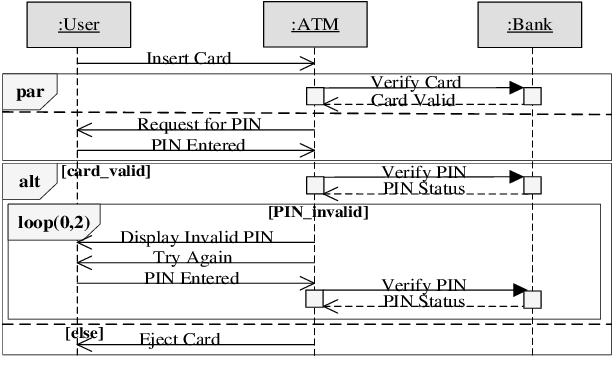 :User :ATM :Bank
Insert Card
par
Verify Card
Card Valid
Request for PIN
PIN Entered
alt [card_valid]
Verify PIN
PIN Status
loop(0,2) [PIN_invalid]
Display Invalid PIN
Try Again
PIN Entered
Verify PIN
PIN Status
[else]
Eject Card